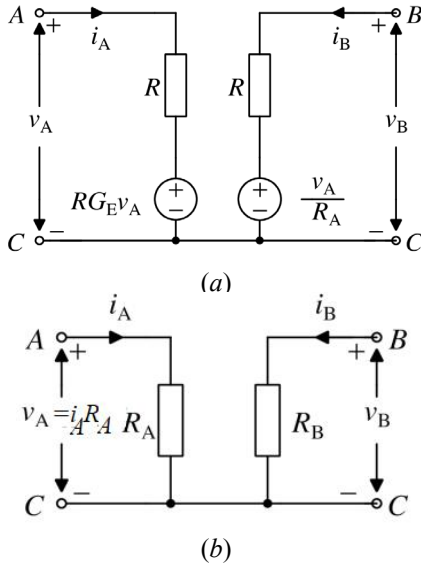 A + i_A i_B + B
R R
v_A v_B
RG_E v_A + − + − v_A/R_A
C − − C
(a)
i_A i_B
A + + B
v_A = i_A R_A R_A R_B v_B
C − − C
(b)